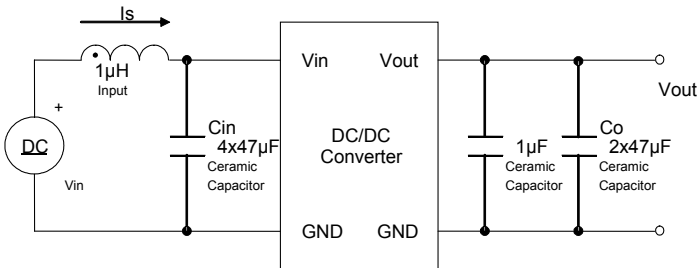 Is
1µH
Input
+
DC
Vin
Cin
4x47µF
Ceramic
Capacitor
Vin
Vout
DC/DC
Converter
GND
GND
1µF
Ceramic
Capacitor
Co
2x47µF
Ceramic
Capacitor
Vout